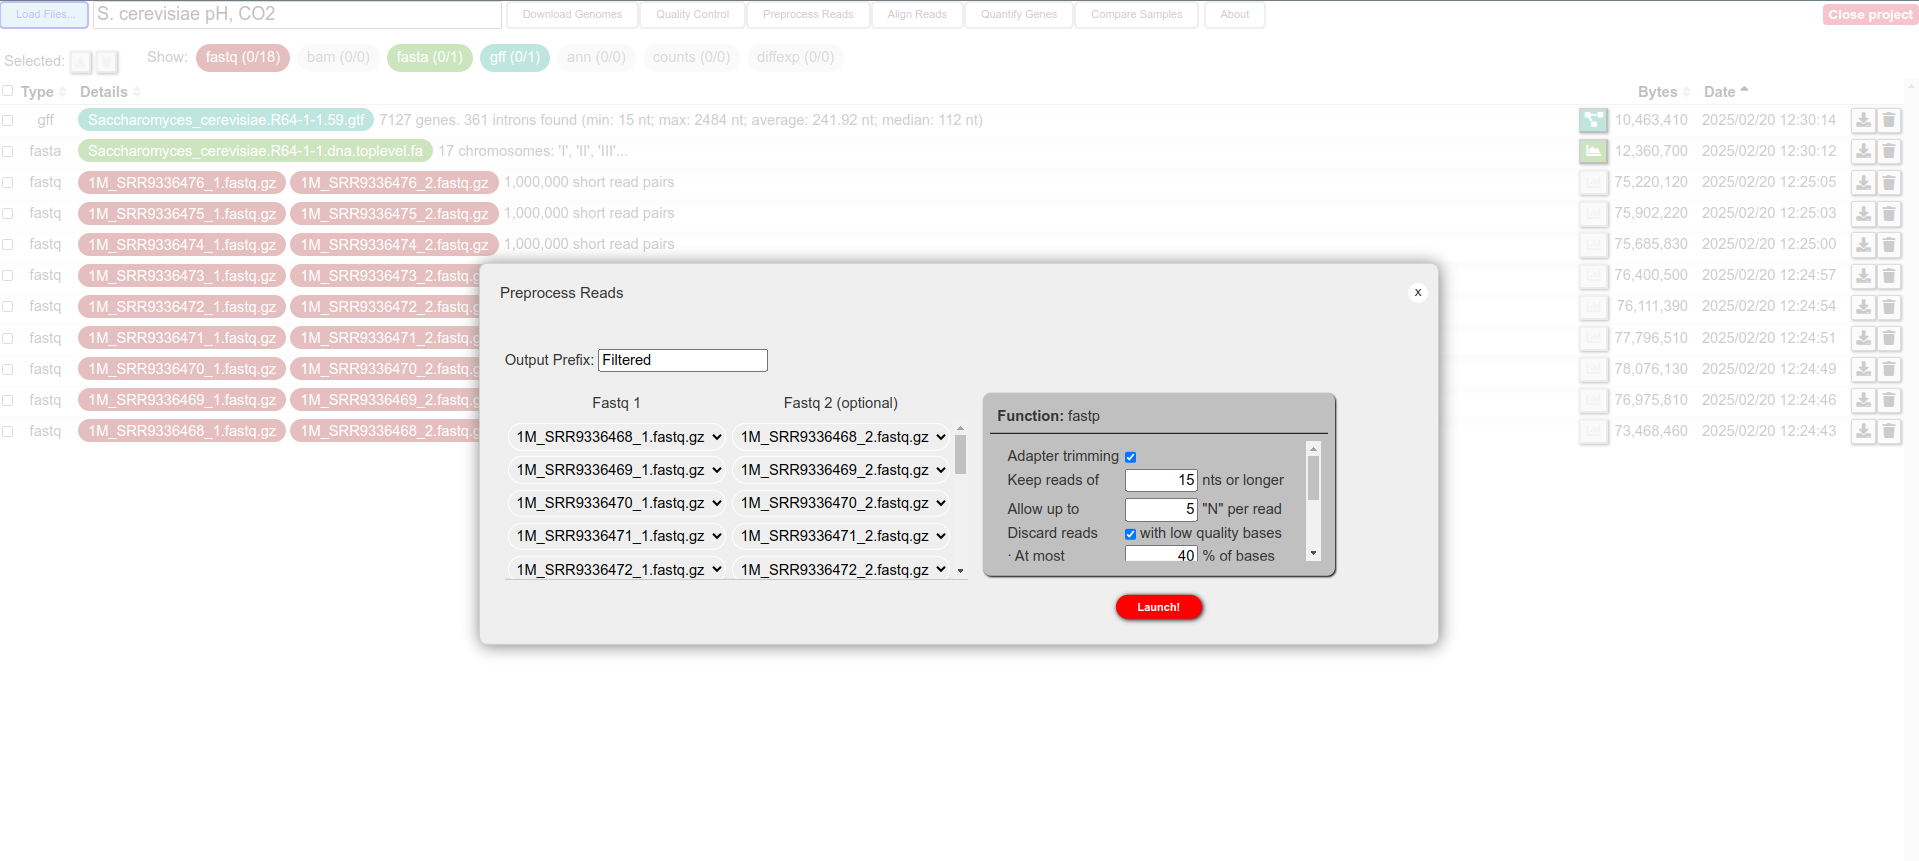 Load Files... S. cerevisiae pH, CO2 Download Genomes Quality Control Preprocess Reads Align Reads Quantify Genes Compare Samples About Close project
Selected: Show: fastq (0/18) bam (0/0) fasta (0/1) gff (0/1) ann (0/0) counts (0/0) diffexp (0/0)
Type Details Bytes Date
gff Saccharomyces_cerevisiae.R64-1-1.59.gtf 7127 genes. 361 introns found (min: 15 nt; max: 2484 nt; average: 241.92 nt; median: 112 nt) 10,463,410 2025/02/20 12:30:14
fasta Saccharomyces_cerevisiae.R64-1-1.dna.toplevel.fa 17 chromosomes: 'I', 'II', 'III'... 12,360,700 2025/02/20 12:30:12
fastq 1M_SRR9336476_1.fastq.gz 1M_SRR9336476_2.fastq.gz 1,000,000 short read pairs 75,220,120 2025/02/20 12:25:05
fastq 1M_SRR9336475_1.fastq.gz 1M_SRR9336475_2.fastq.gz 1,000,000 short read pairs 75,902,220 2025/02/20 12:25:03
fastq 1M_SRR9336474_1.fastq.gz 1M_SRR9336474_2.fastq.gz 1,000,000 short read pairs 75,685,830 2025/02/20 12:25:00
fastq 1M_SRR9336473_1.fastq.gz 1M_SRR9336473_2.fastq.g 76,400,500 2025/02/20 12:24:57
fastq 1M_SRR9336472_1.fastq.gz 1M_SRR9336472_2.fastq.g 76,111,390 2025/02/20 12:24:54
fastq 1M_SRR9336471_1.fastq.gz 1M_SRR9336471_2.fastq.g 77,796,510 2025/02/20 12:24:51
fastq 1M_SRR9336470_1.fastq.gz 1M_SRR9336470_2.fastq.g 78,076,130 2025/02/20 12:24:49
fastq 1M_SRR9336469_1.fastq.gz 1M_SRR9336469_2.fastq.g 76,975,810 2025/02/20 12:24:46
fastq 1M_SRR9336468_1.fastq.gz 1M_SRR9336468_2.fastq.g 73,468,460 2025/02/20 12:24:43
Preprocess Reads x
Output Prefix: Filtered
Fastq 1 Fastq 2 (optional)
1M_SRR9336468_1.fastq.gz 1M_SRR9336468_2.fastq.gz
1M_SRR9336469_1.fastq.gz 1M_SRR9336469_2.fastq.gz
1M_SRR9336470_1.fastq.gz 1M_SRR9336470_2.fastq.gz
1M_SRR9336471_1.fastq.gz 1M_SRR9336471_2.fastq.gz
1M_SRR9336472_1.fastq.gz 1M_SRR9336472_2.fastq.gz
Function: fastp
Adapter trimming
Keep reads of 15 nts or longer
Allow up to 5 "N" per read
Discard reads with low quality bases
· At most 40 % of bases
Launch!